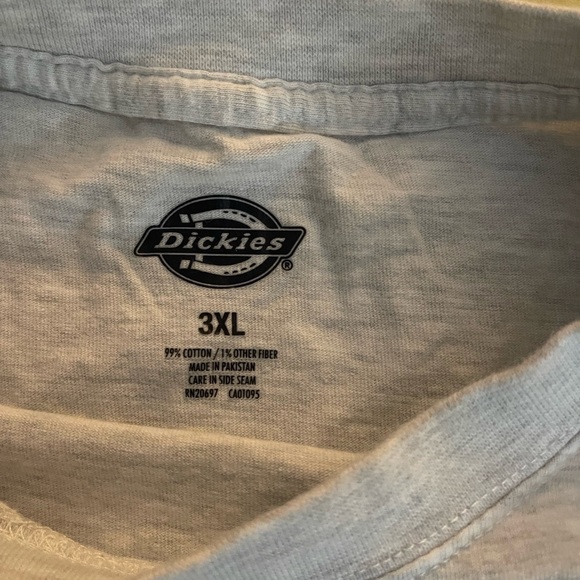 Dickies®
3XL
99% COTTON / 1% OTHER FIBER
MADE IN PAKISTAN
CARE IN SIDE SEAM
RN20697 CA01095